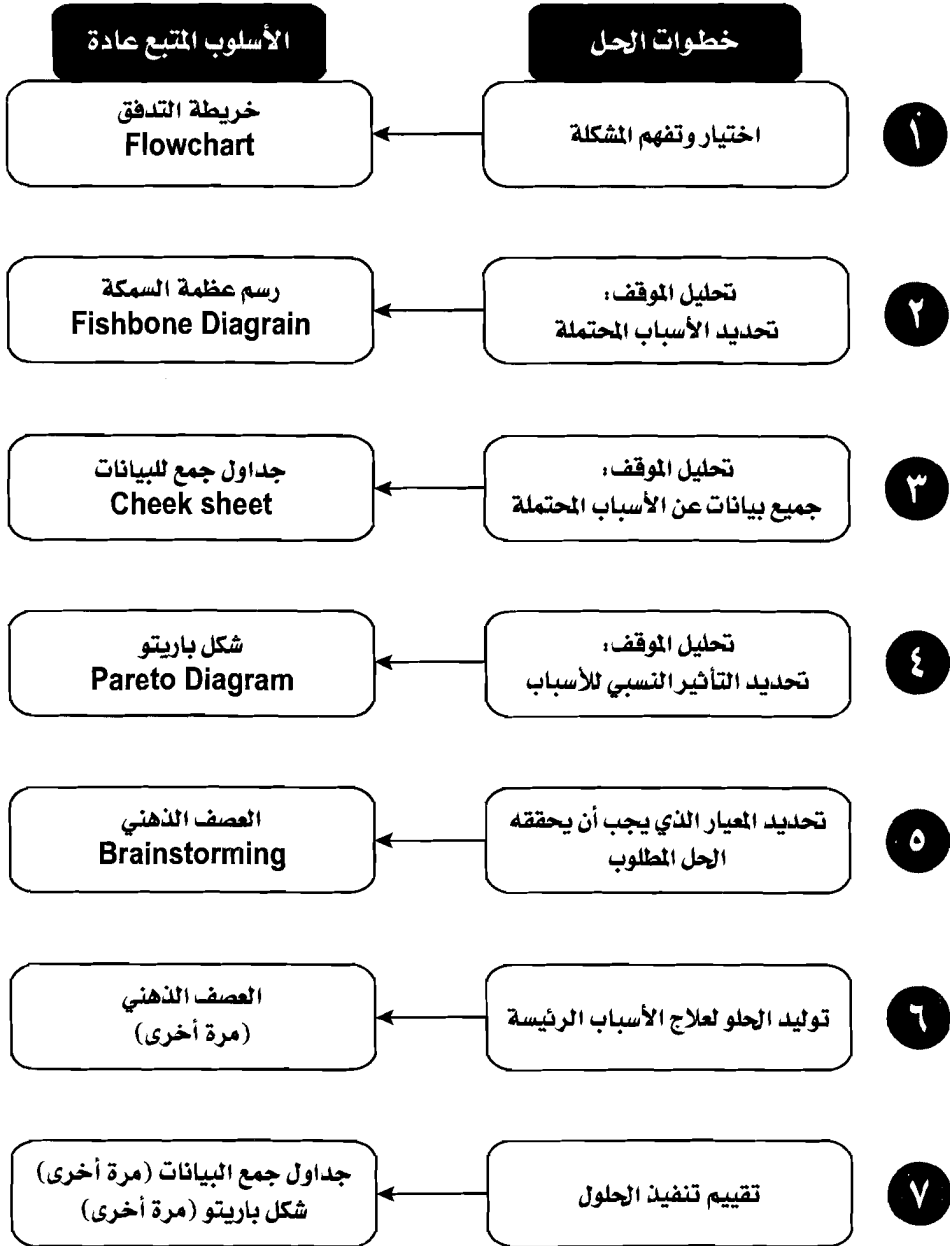 خطوات الحل
الأسلوب المتبع عادة
١
اختيار وتفهم المشكلة
خريطة التدفق
Flowchart
٢
تحليل الموقف:
تحديد الأسباب المحتملة
رسم عظمة السمكة
Fishbone Diagrain
٣
تحليل الموقف:
جميع بيانات عن الأسباب المحتملة
جداول جمع للبيانات
Cheek sheet
٤
تحليل الموقف:
تحديد التأثير النسبي للأسباب
شكل باريتو
Pareto Diagram
٥
تحديد المعيار الذي يجب أن يحققه
الحل المطلوب
العصف الذهني
Brainstorming
٦
توليد الحلو لعلاج الأسباب الرئيسة
العصف الذهني
(مرة أخرى)
٧
تقييم تنفيذ الحلول
جداول جمع البيانات (مرة أخرى)
شكل باريتو (مرة أخرى)